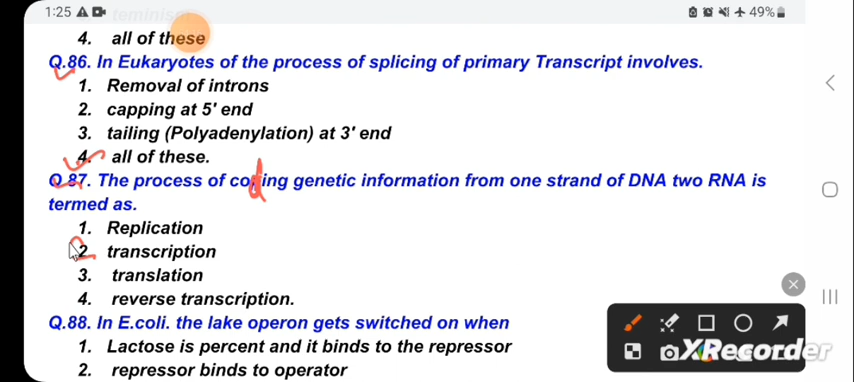 1:25
teminism
49%
4. all of these
Q.86. In Eukaryotes of the process of splicing of primary Transcript involves.
1. Removal of introns
2. capping at 5' end
3. tailing (Polyadenylation) at 3' end
4. all of these.
Q.87. The process of coding genetic information from one strand of DNA two RNA is
termed as.
1. Replication
2. transcription
3. translation
4. reverse transcription.
Q.88. In E.coli. the lake operon gets switched on when
1. Lactose is percent and it binds to the repressor
2. repressor binds to operator
XRecorder